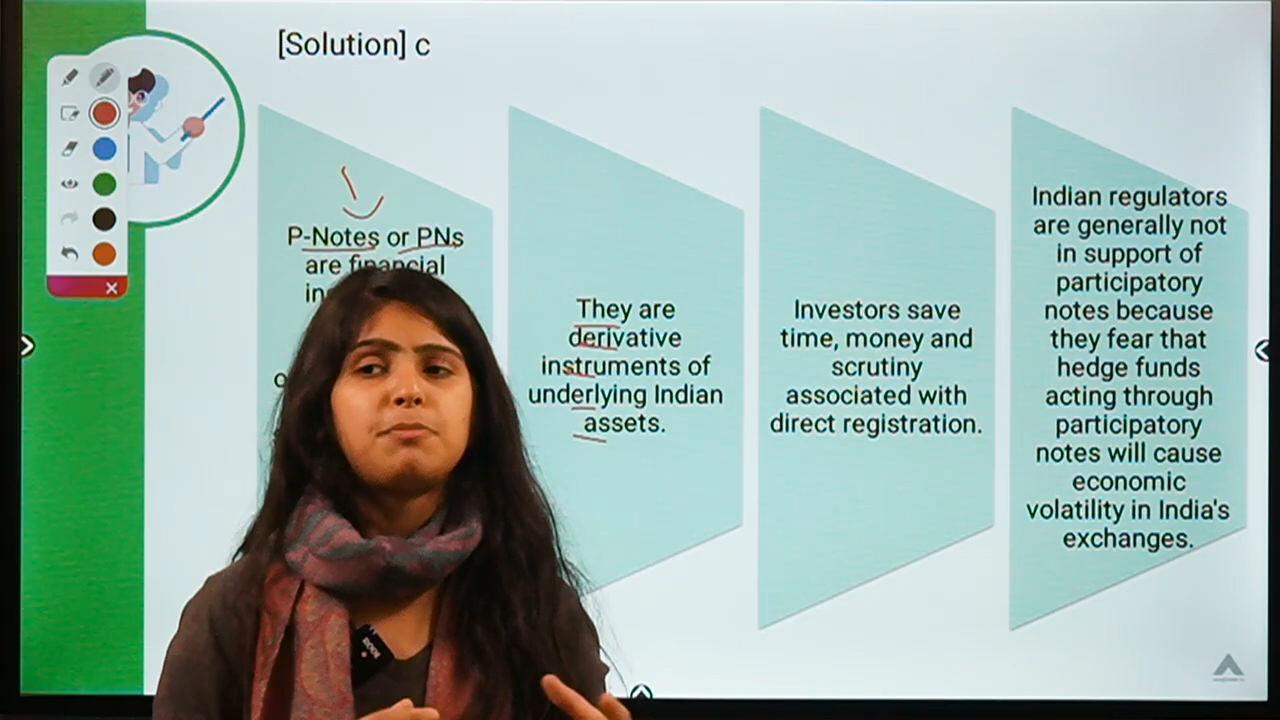 [Solution] c
P-Notes or PNs
are financial
They are
derivative
instruments of
underlying Indian
assets.
Investors save
time, money and
scrutiny
associated with
direct registration.
Indian regulators
are generally not
in support of
participatory
notes because
they fear that
hedge funds
acting through
participatory
notes will cause
economic
volatility in India's
exchanges.